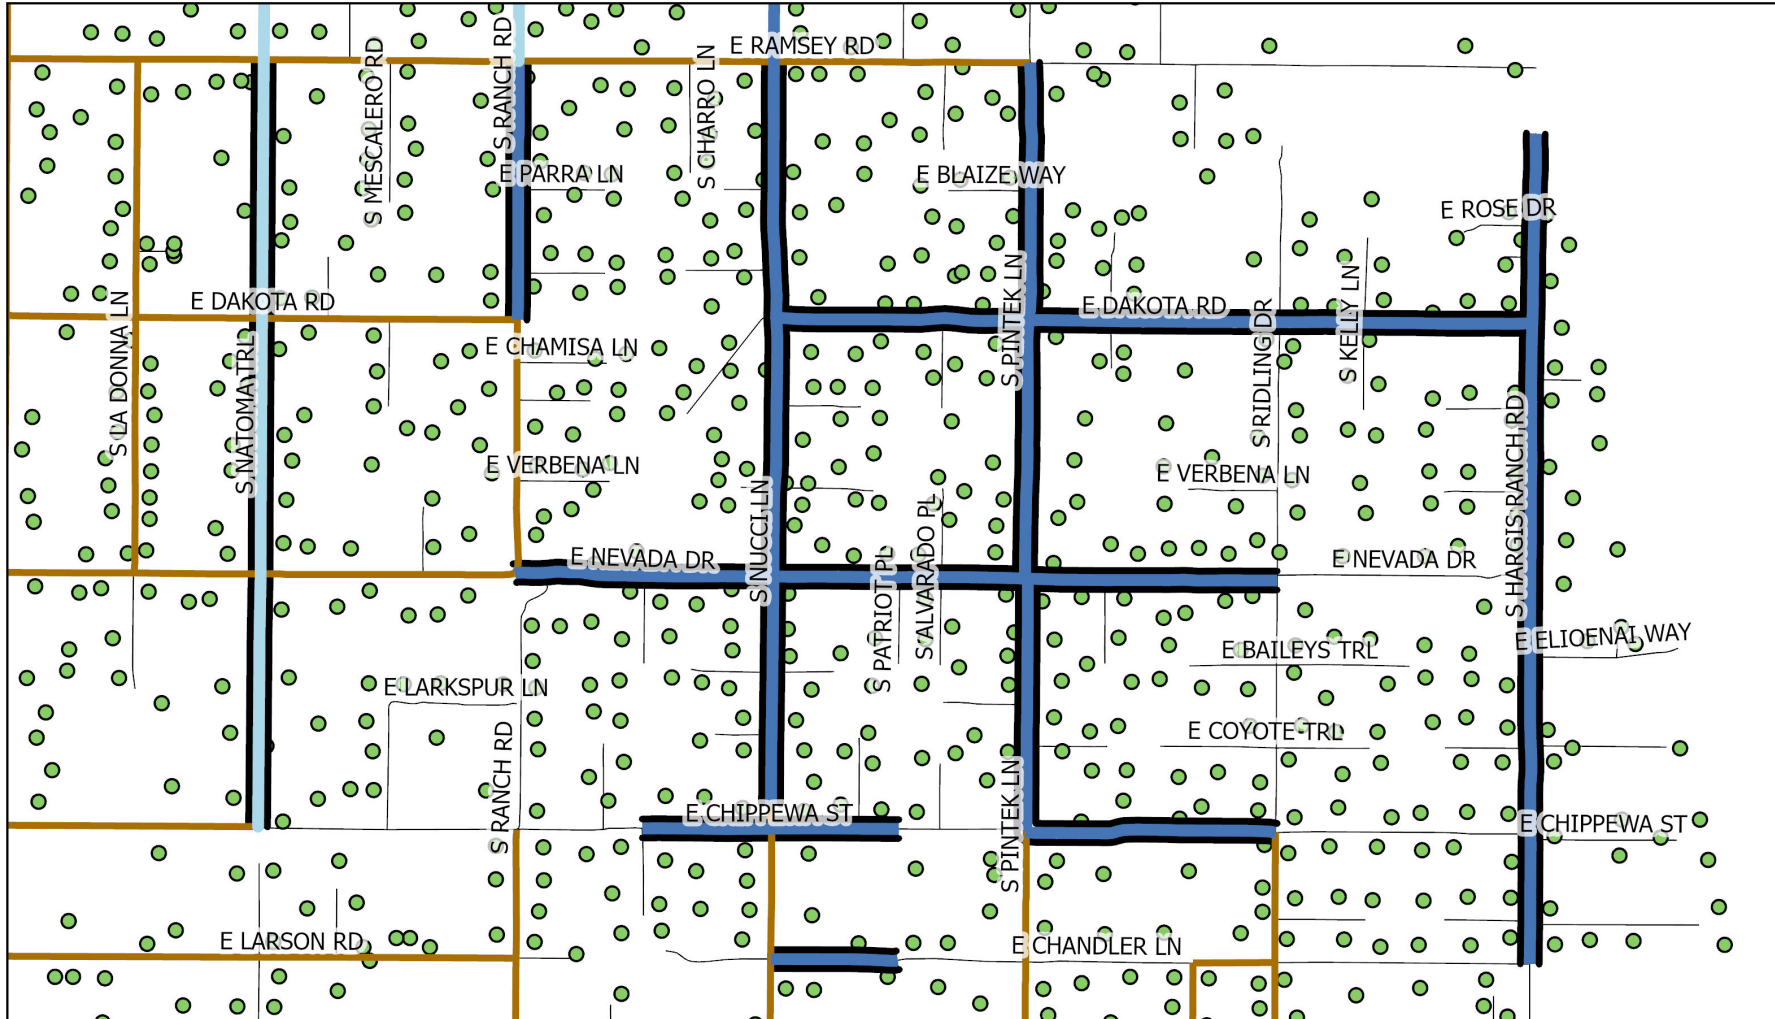 E RAMSEY RD
S MESCALERO RD
S RANCH RD
S CHARRO LN
E PARRA LN
E BLAIZE WAY
E ROSE DR
E DAKOTA RD
E DAKOTA RD
S LA DONNA LN
S NATOMA TRL
S PINTEK LN
S RIDLING DR
S KELLY LN
E CHAMISA LN
E VERBENA LN
E VERBENA LN
S HARGIS RANCH RD
S NUCCI LN
S ALVARADO PL
S PATRIOT PL
E NEVADA DR
E NEVADA DR
E ELIOENAI WAY
E BAILEYS TRL
E LARKSPUR LN
E COYOTE TRL
S RANCH RD
S PINTEK LN
E CHIPPEWA ST
E CHIPPEWA ST
E LARSON RD
E CHANDLER LN